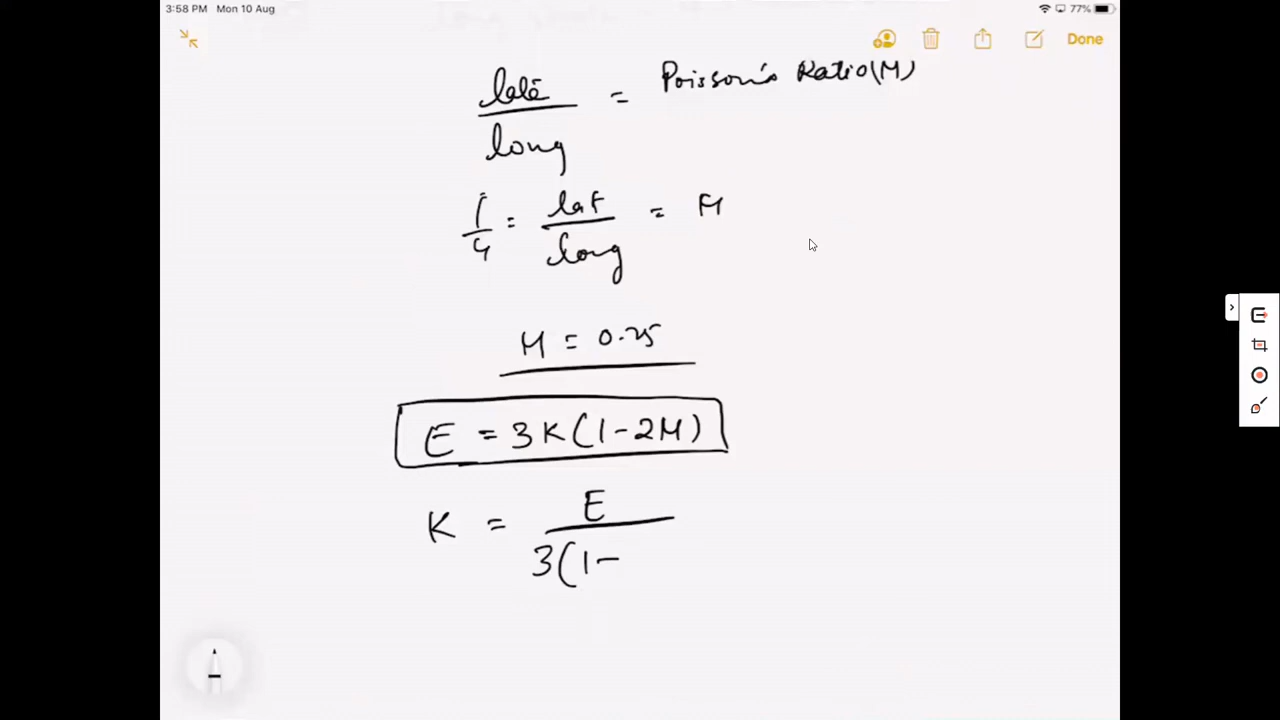 3:58 PM Mon 10 Aug 77%
Done
late = Poisson's Ratio(M)
long
1/4 = lat/long = M
M = 0.25
E = 3K(1-2M)
K = E
3(1-